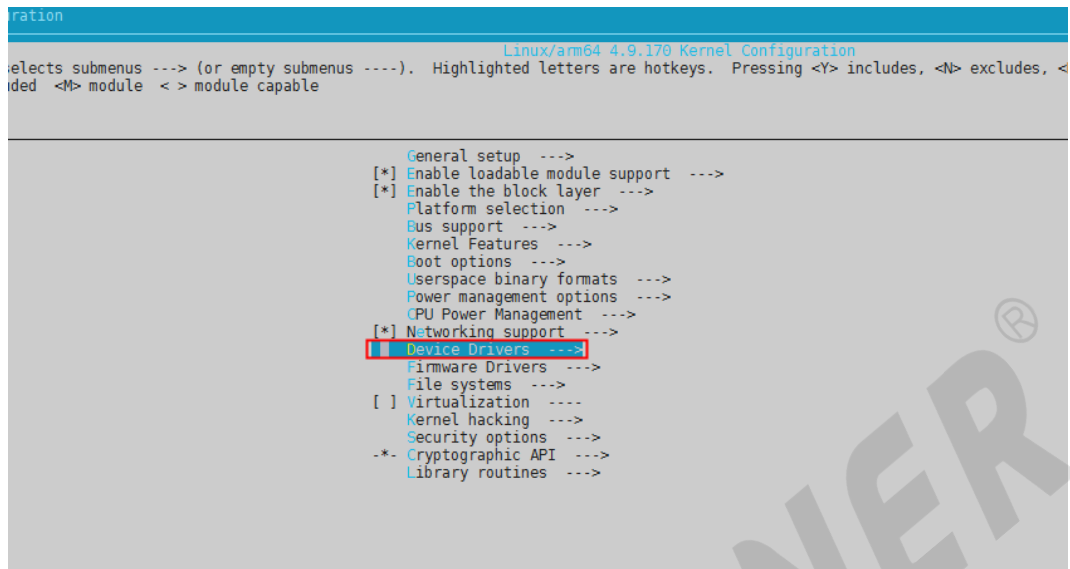 uration
Linux/arm64 4.9.170 Kernel Configuration
selects submenus ---> (or empty submenus ----).  Highlighted letters are hotkeys.  Pressing <Y> includes, <N> excludes, <
uded  <M> module  < > module capable
General setup  --->
[*] Enable loadable module support  --->
[*] Enable the block layer  --->
Platform selection  --->
Bus support  --->
Kernel Features  --->
Boot options  --->
Userspace binary formats  --->
Power management options  --->
CPU Power Management  --->
[*] Networking support  --->
Device Drivers  --->
Firmware Drivers  --->
File systems  --->
[ ] Virtualization  ----
Kernel hacking  --->
Security options  --->
-*- Cryptographic API  --->
Library routines  --->
NER®